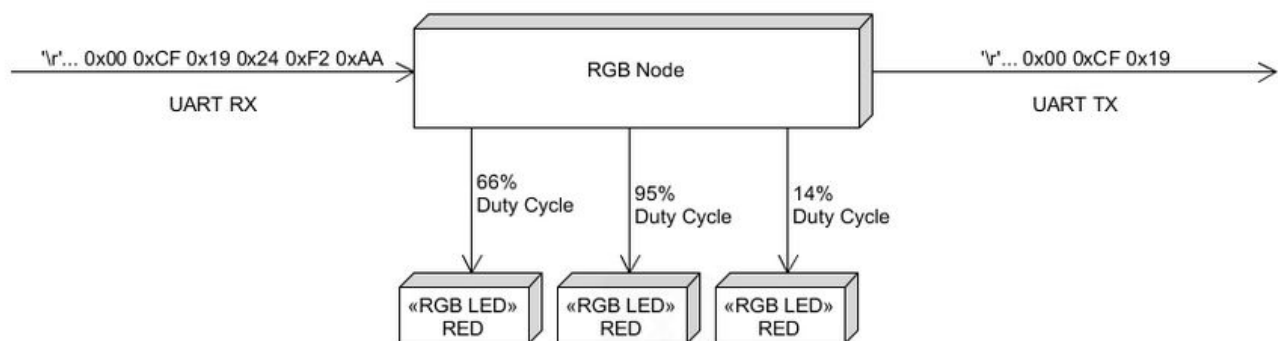 '\r'... 0x00 0xCF 0x19 0x24 0xF2 0xAA
UART RX
RGB Node
'\r'... 0x00 0xCF 0x19
UART TX
66%
Duty Cycle
95%
Duty Cycle
14%
Duty Cycle
«RGB LED»
RED
«RGB LED»
RED
«RGB LED»
RED